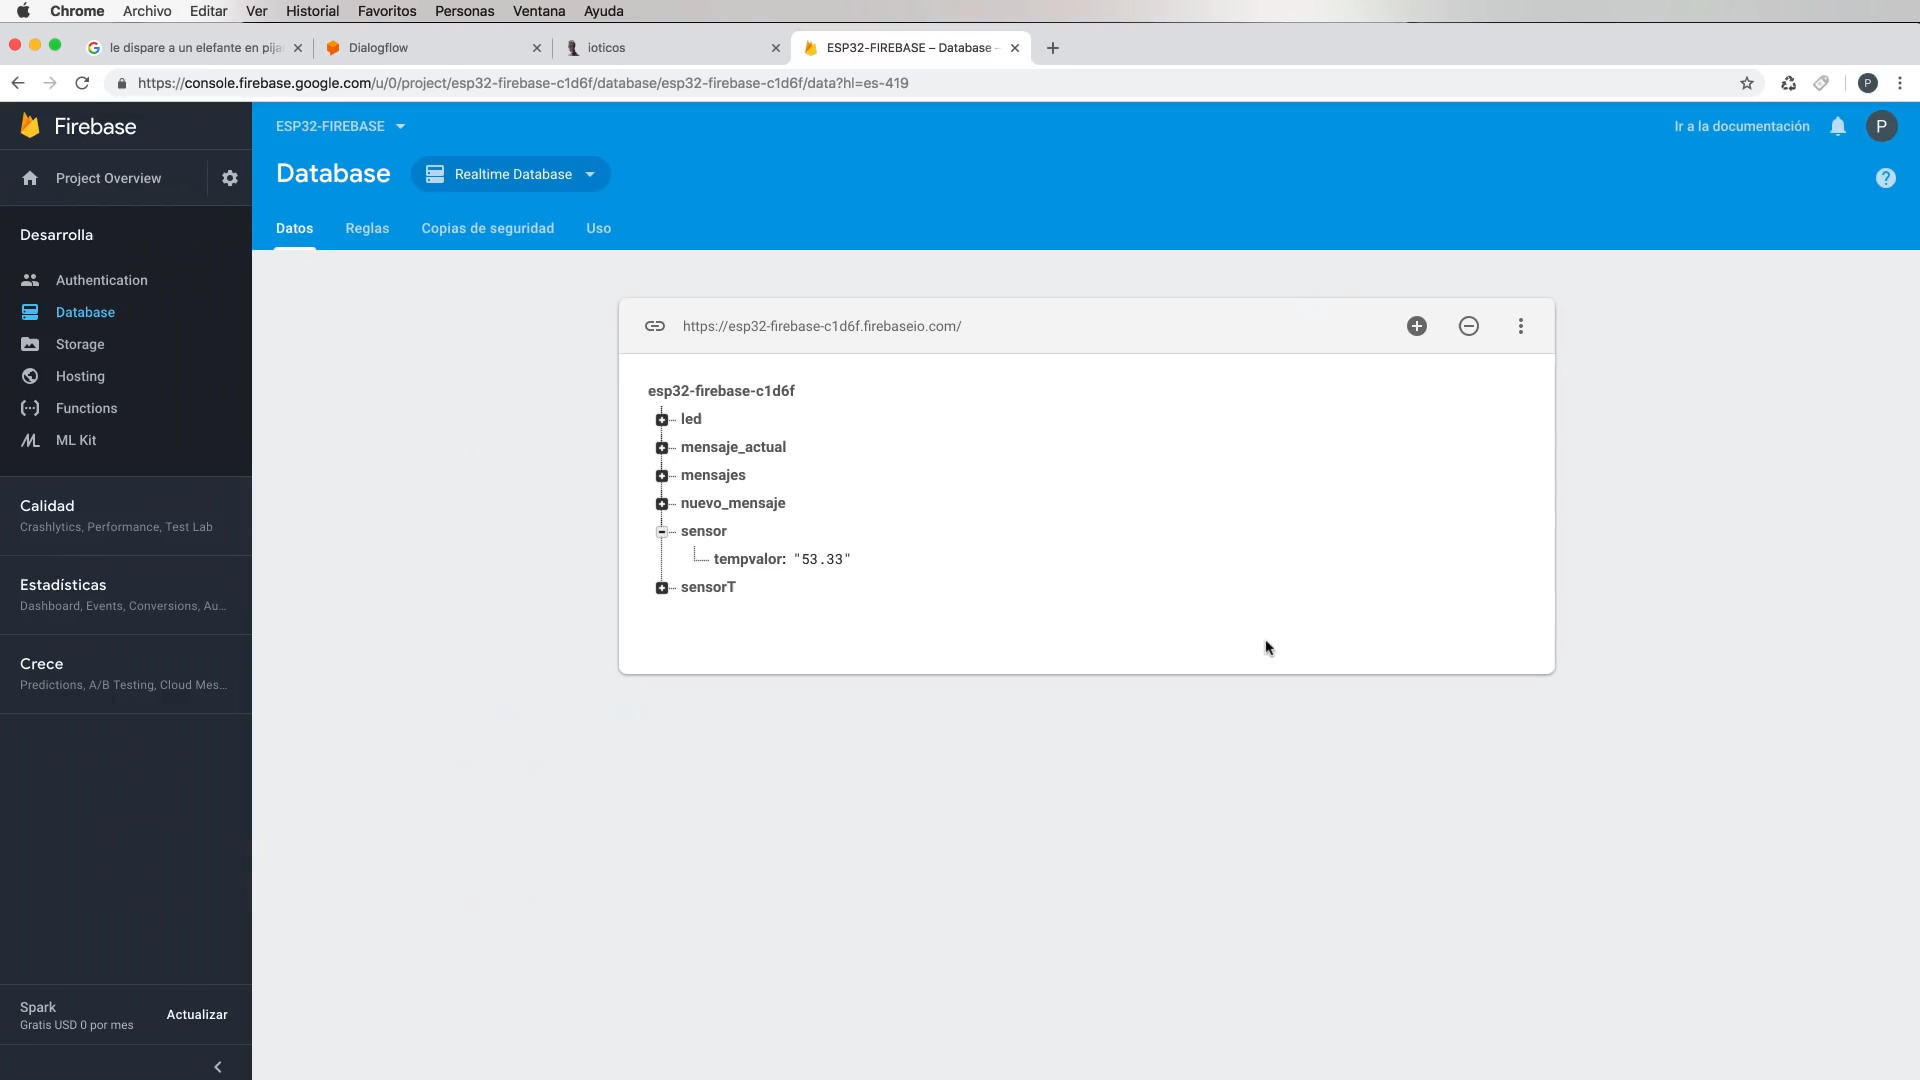 Chrome Archivo Editar Ver Historial Favoritos Personas Ventana Ayuda
le dispare a un elefante en pija
Dialogflow
ioticos
ESP32-FIREBASE – Database –
https://console.firebase.google.com/u/0/project/esp32-firebase-c1d6f/database/esp32-firebase-c1d6f/data?hl=es-419
P
Firebase
ESP32-FIREBASE
Ir a la documentación
P
Project Overview
Database
Realtime Database
?
Datos Reglas Copias de seguridad Uso
Desarrolla
Authentication
Database
Storage
Hosting
Functions
ML Kit
Calidad
Crashlytics, Performance, Test Lab
Estadísticas
Dashboard, Events, Conversions, Au...
Crece
Predictions, A/B Testing, Cloud Mes...
Spark
Gratis USD 0 por mes
Actualizar
https://esp32-firebase-c1d6f.firebaseio.com/
esp32-firebase-c1d6f
led
mensaje_actual
mensajes
nuevo_mensaje
sensor
tempvalor: "53.33"
sensorT